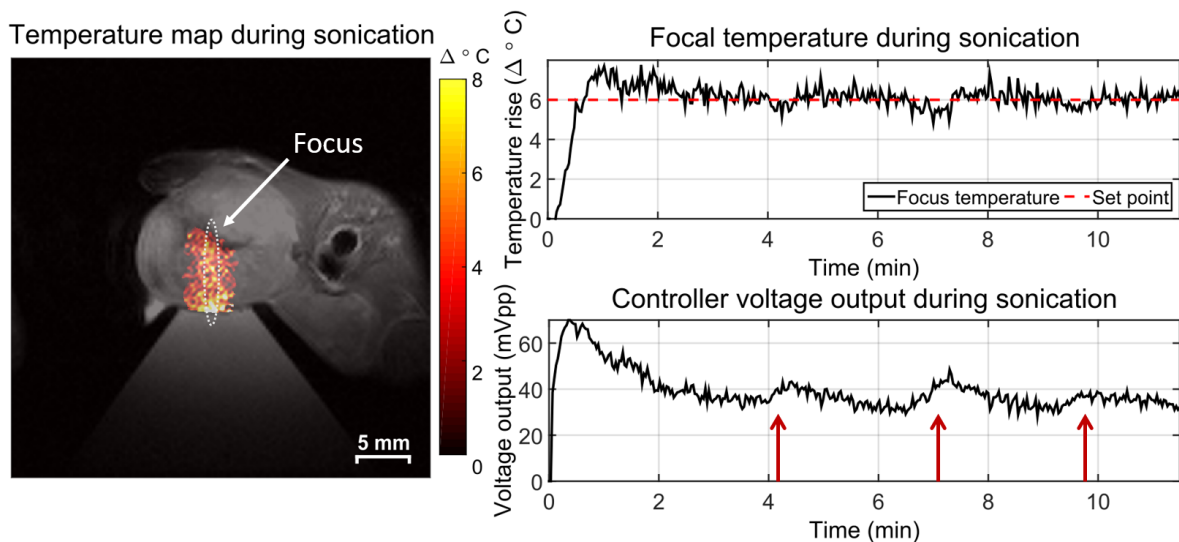 Temperature map during sonication
Δ ° C
8
6
4
2
0
Focus
5 mm
Focal temperature during sonication
Temperature rise (Δ ° C)
6
4
2
0
Focus temperature
Set point
0 2 4 6 8 10
Time (min)
Controller voltage output during sonication
Voltage output (mVpp)
60
40
20
0
0 2 4 6 8 10
Time (min)